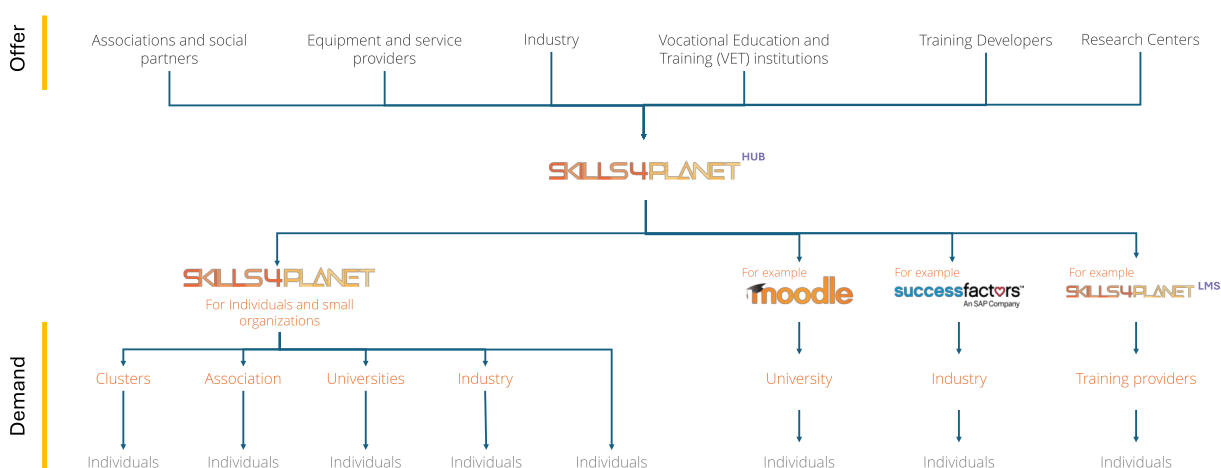 Offer
Associations and social
partners
Equipment and service
providers
Industry
Vocational Education and
Training (VET) institutions
Training Developers
Research Centers
SKILLS4PLANET HUB
SKILLS4PLANET
For Individuals and small
organizations
For example
moodle
For example
successfactors™
An SAP Company
For example
SKILLS4PLANET LMS
Demand
Clusters
Association
Universities
Industry
University
Industry
Training providers
Individuals
Individuals
Individuals
Individuals
Individuals
Individuals
Individuals
Individuals